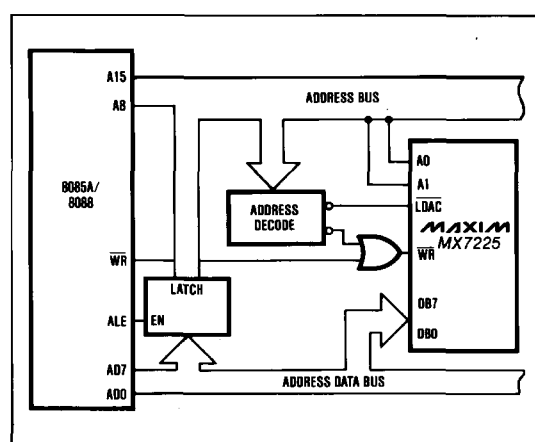 A15
ADDRESS BUS
A8
A0
A1
8085A/
8088
ADDRESS
DECODE
LDAC
MAXIM
MX7225
WR
WR
LATCH
EN
ALE
DB7
DB0
AD7
ADDRESS DATA BUS
AD0